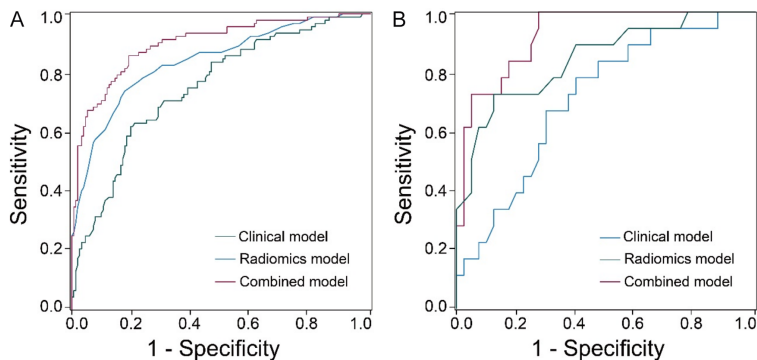 A
Sensitivity
1.0
0.8
0.6
0.4
0.2
0.0
Clinical model
Radiomics model
Combined model
0.0 0.2 0.4 0.6 0.8 1.0
1 - Specificity
B
Sensitivity
1.0
0.8
0.6
0.4
0.2
0.0
Clinical model
Radiomics model
Combined model
0.0 0.2 0.4 0.6 0.8 1.0
1 - Specificity